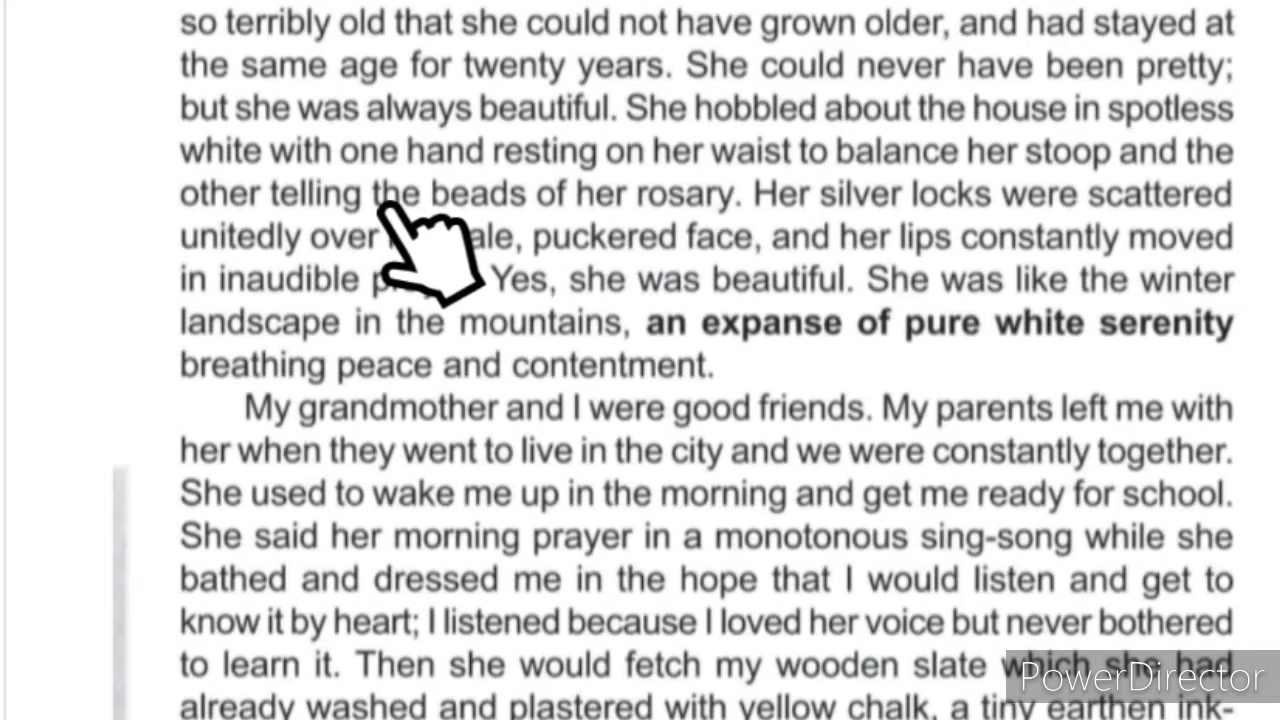 so terribly old that she could not have grown older, and had stayed at
the same age for twenty years. She could never have been pretty;
but she was always beautiful. She hobbled about the house in spotless
white with one hand resting on her waist to balance her stoop and the
other telling the beads of her rosary. Her silver locks were scattered
unitedly over ale, puckered face, and her lips constantly moved
in inaudible Yes, she was beautiful. She was like the winter
landscape in the mountains, an expanse of pure white serenity
breathing peace and contentment.
My grandmother and I were good friends. My parents left me with
her when they went to live in the city and we were constantly together.
She used to wake me up in the morning and get me ready for school.
She said her morning prayer in a monotonous sing-song while she
bathed and dressed me in the hope that I would listen and get to
know it by heart; I listened because I loved her voice but never bothered
to learn it. Then she would fetch my wooden slate which she had
already washed and plastered with yellow chalk, a tiny earthen ink-
PowerDirector